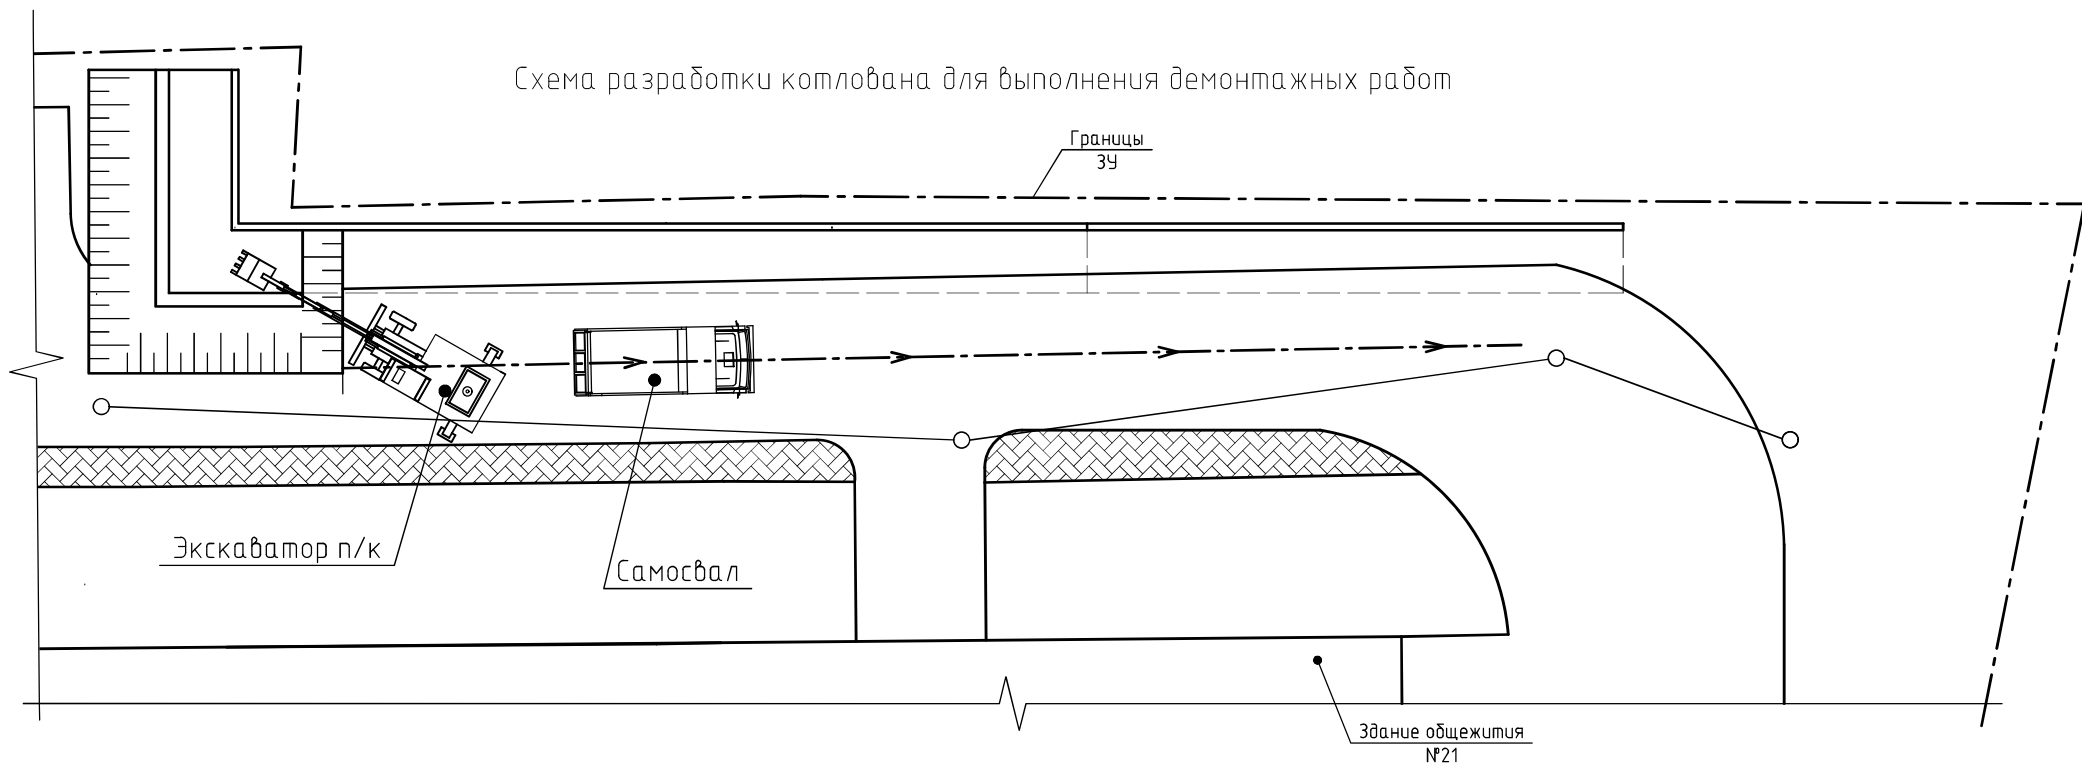 Схема разработки котлована для выполнения демонтажных работ
Границы
ЗУ
Экскаватор п/к
Самосвал
Здание общежития
№21